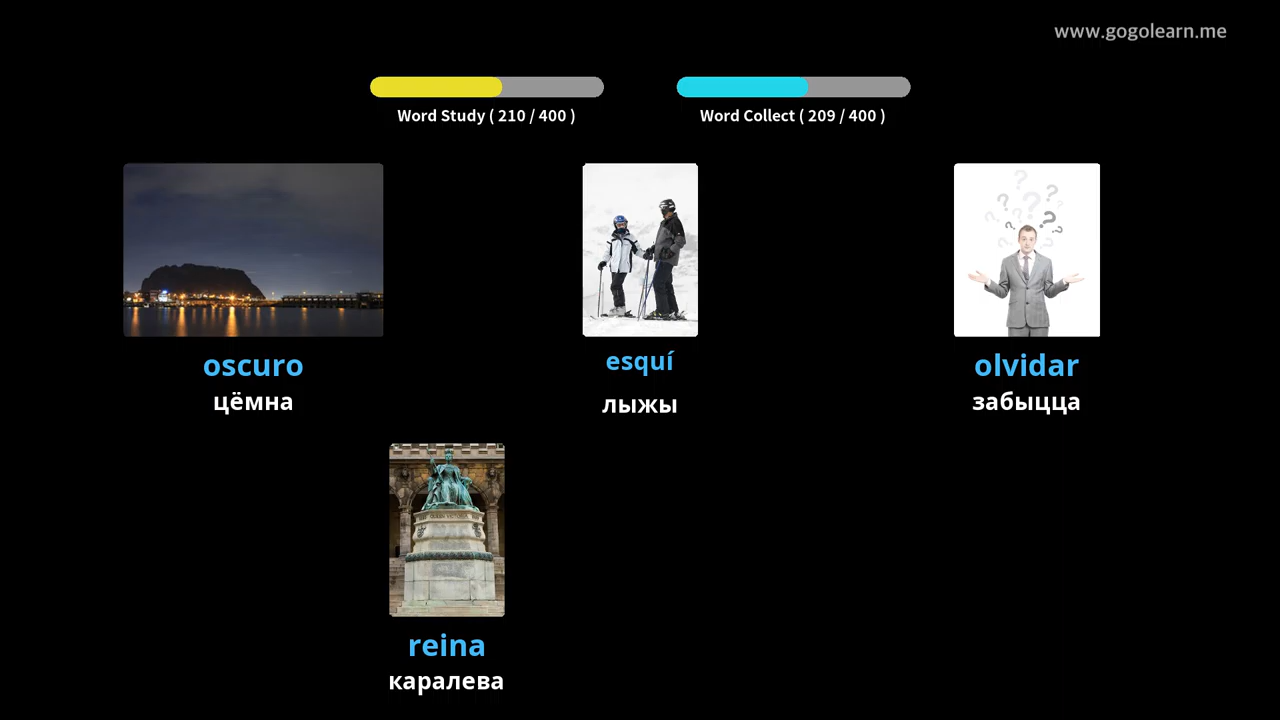 www.gogolearn.me
Word Study ( 210 / 400 )
Word Collect ( 209 / 400 )
oscuro
цёмна
esquí
лыжы
olvidar
забыцца
reina
каралева